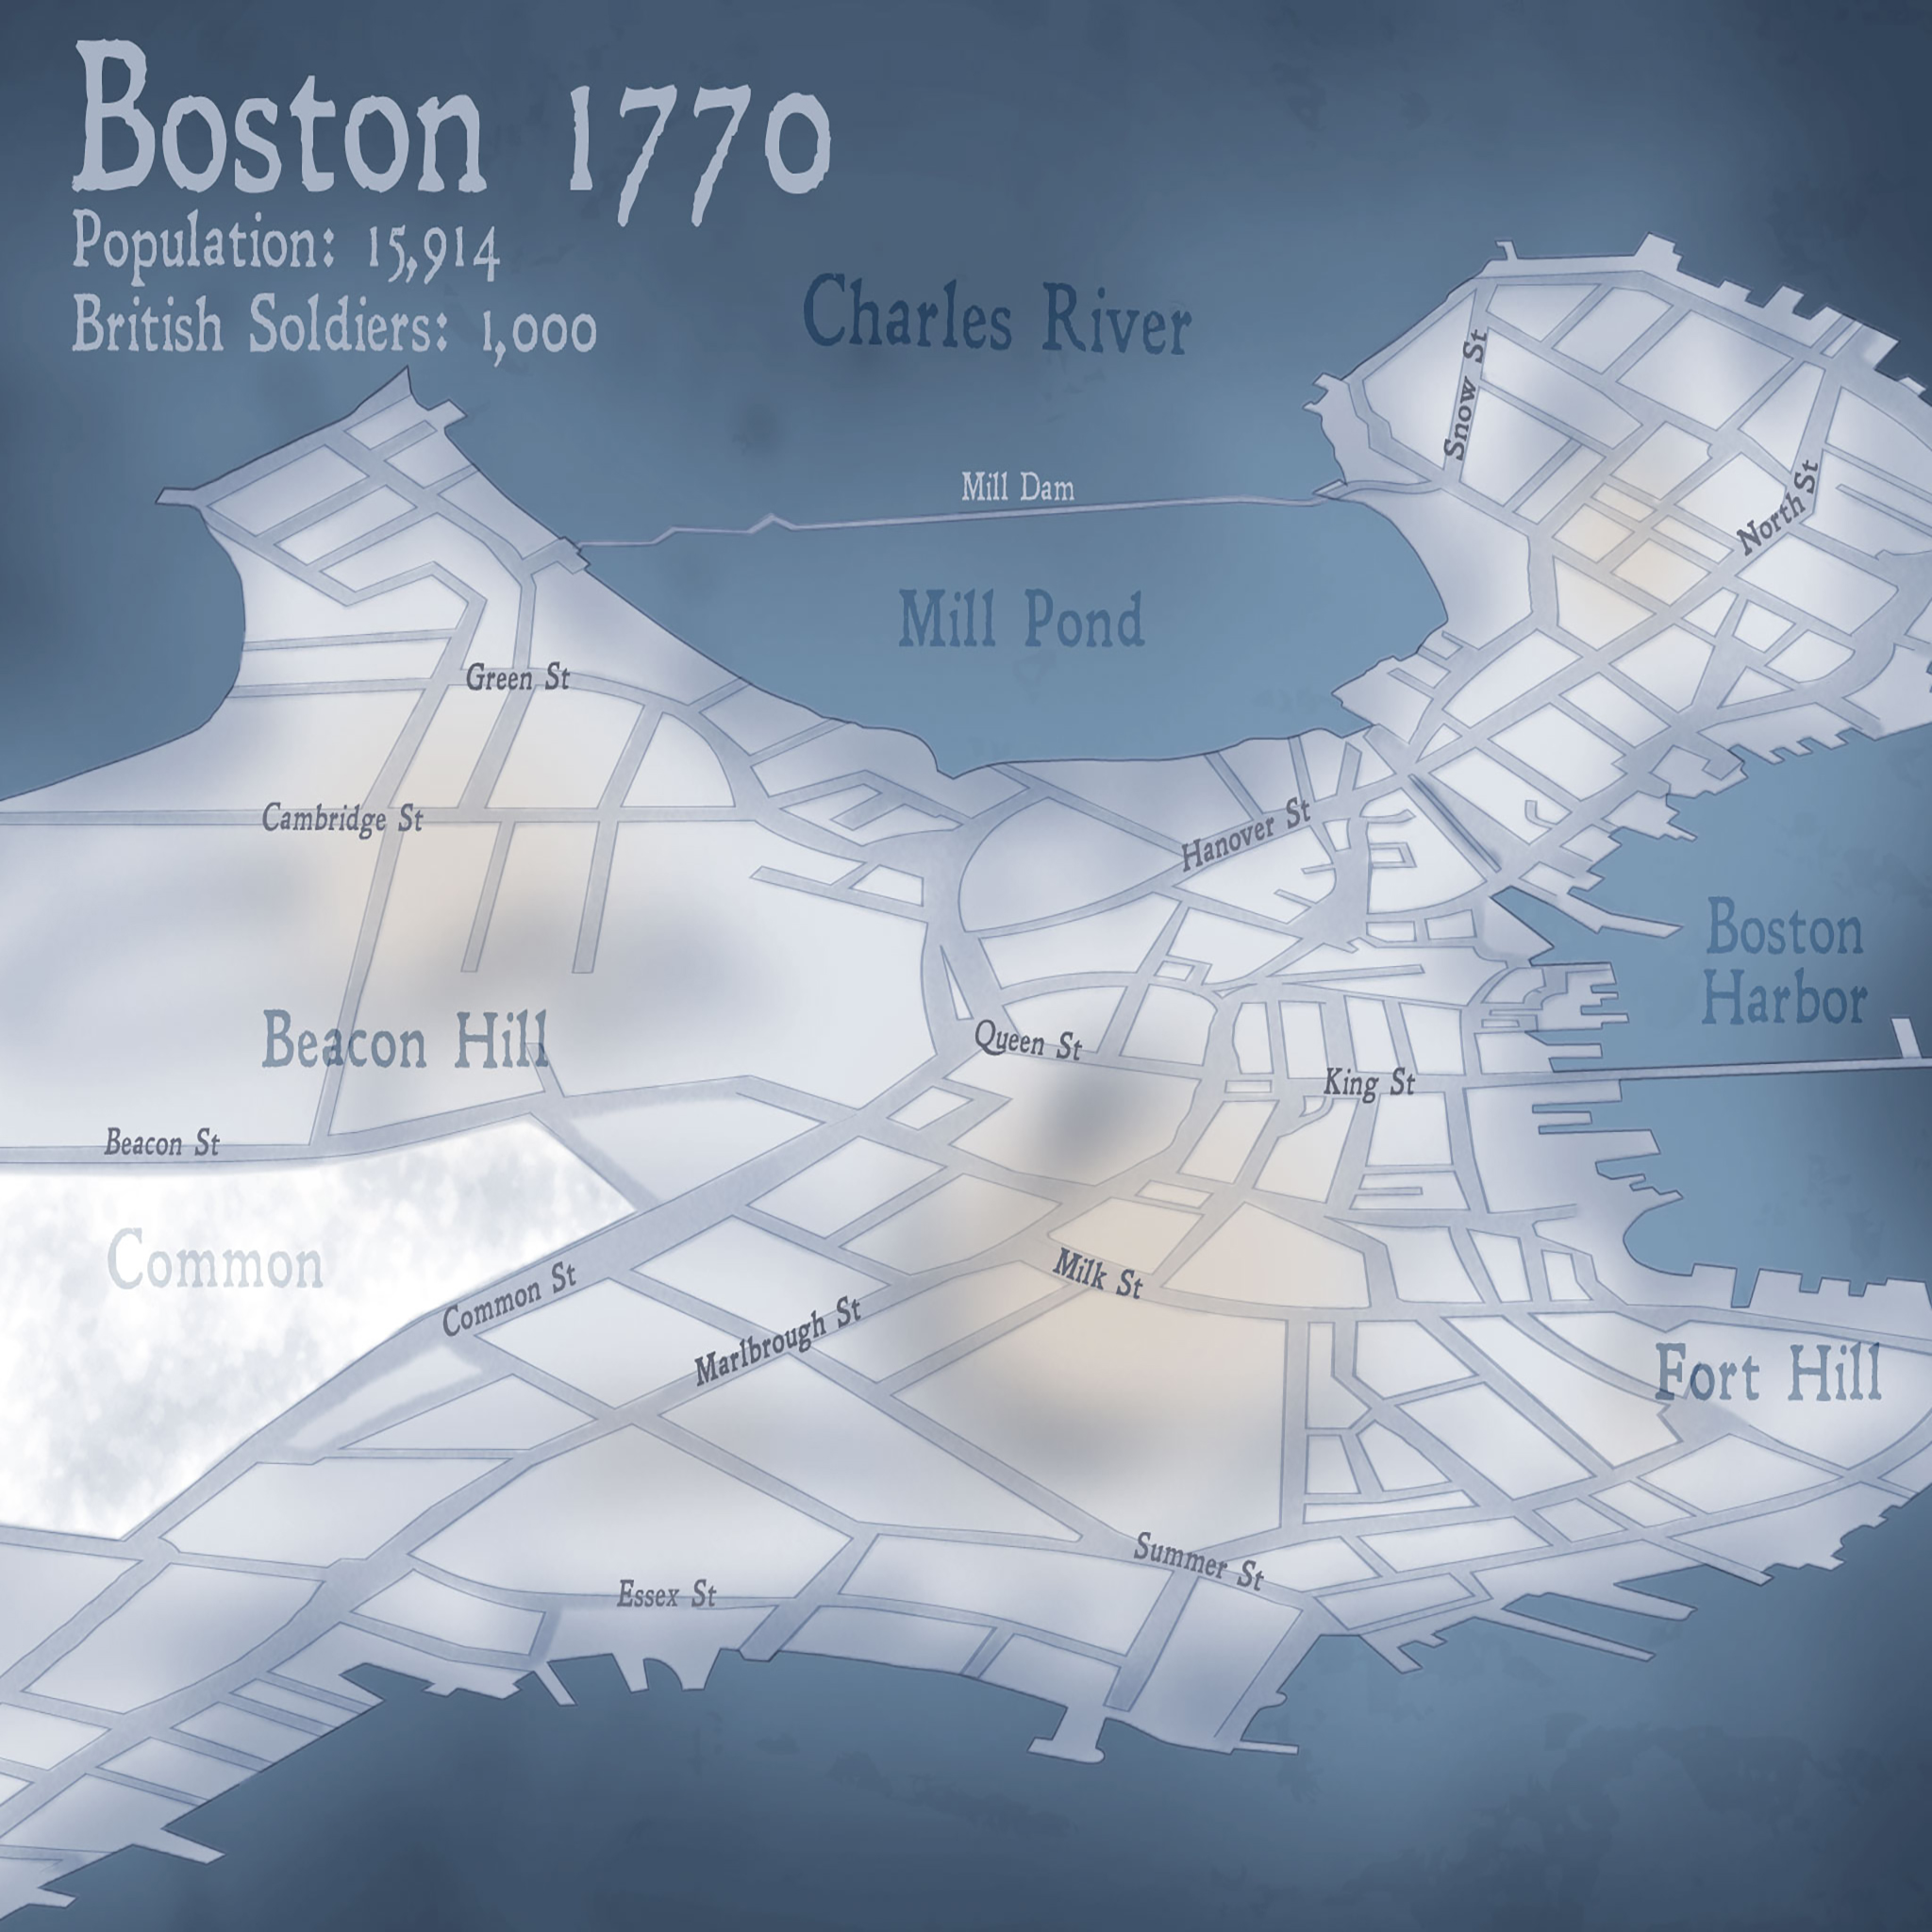 Boston 1770
Population: 15,914
British Soldiers: 1,000
Charles River
Snow St
Mill Dam
North St
Mill Pond
Green St
Cambridge St
Hanover St
Boston
Harbor
Beacon Hill
Queen St
King St
Beacon St
Common
Milk St
Common St
Marlbrough St
Fort Hill
Summer St
Essex St